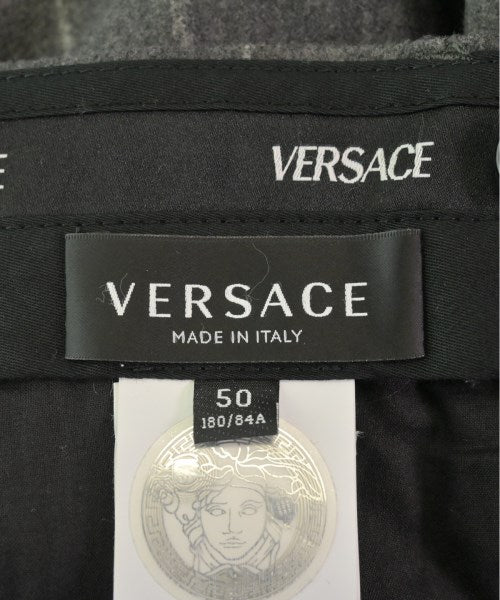 E VERSACE
VERSACE
MADE IN ITALY
50
180/84A